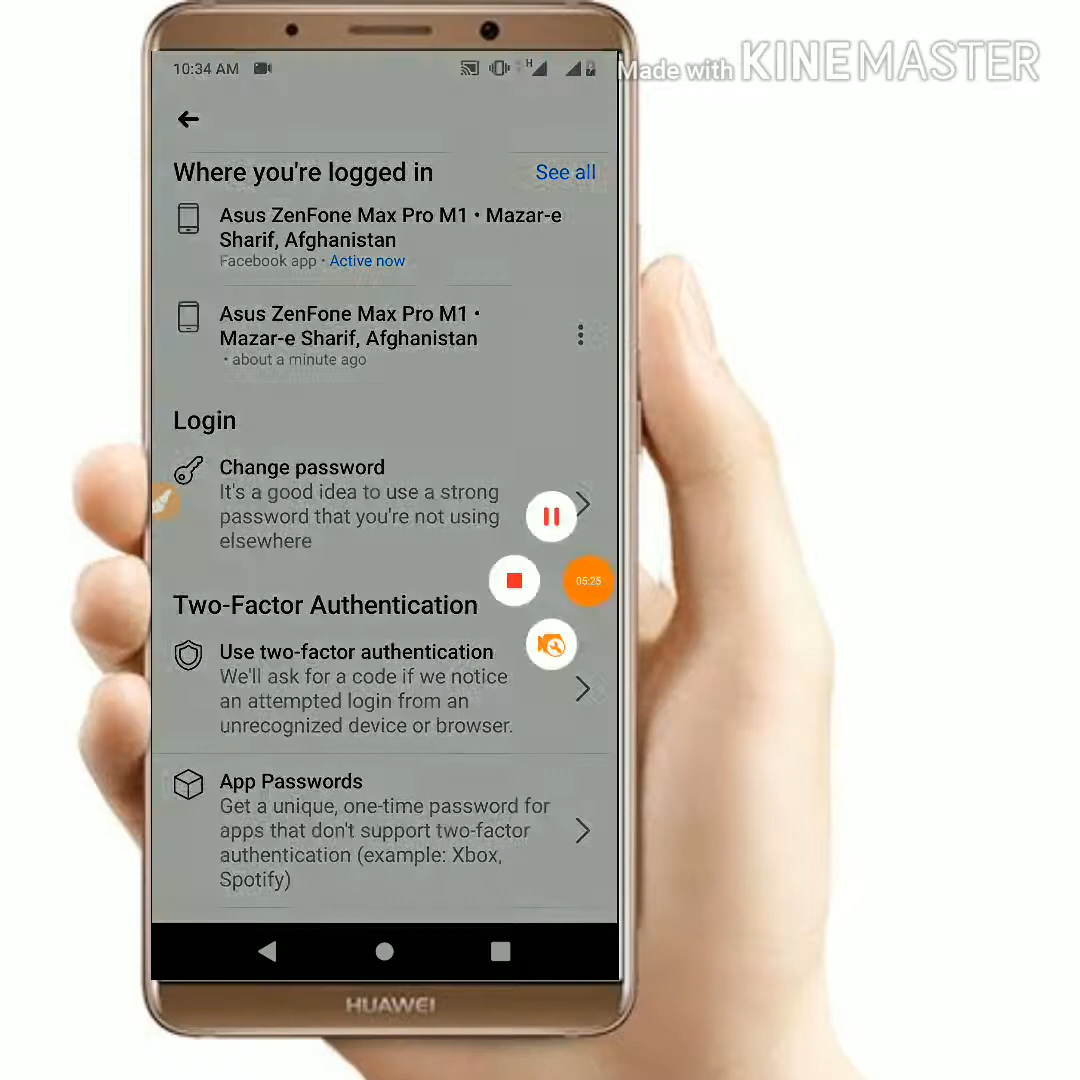 Made with KINEMASTER
10:34 AM
H
Where you're logged in See all
Asus ZenFone Max Pro M1 • Mazar-e
Sharif, Afghanistan
Facebook app • Active now
Asus ZenFone Max Pro M1 •
Mazar-e Sharif, Afghanistan
• about a minute ago
Login
Change password
It's a good idea to use a strong
password that you're not using
elsewhere
05:25
Two-Factor Authentication
Use two-factor authentication
We'll ask for a code if we notice
an attempted login from an
unrecognized device or browser.
App Passwords
Get a unique, one-time password for
apps that don't support two-factor
authentication (example: Xbox,
Spotify)
HUAWEI